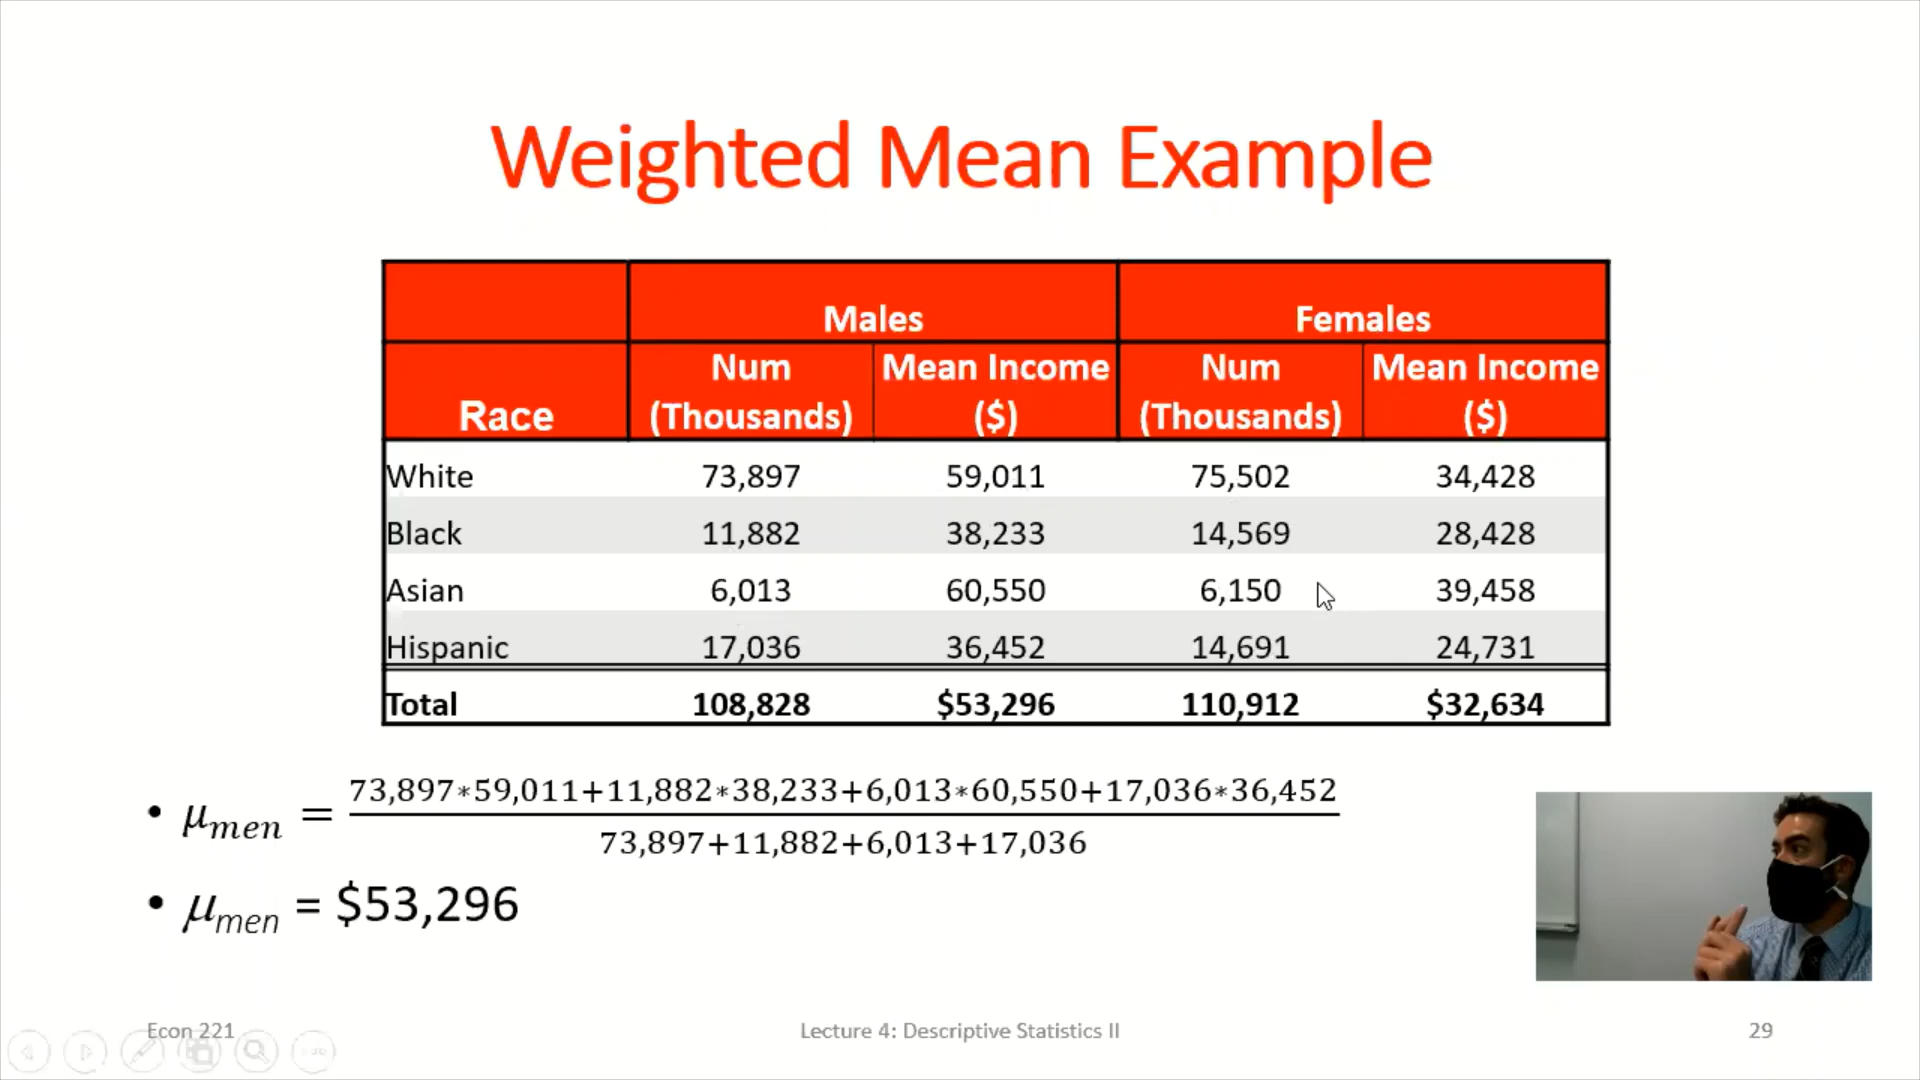 Weighted Mean Example
Males Females
Race Num (Thousands) Mean Income ($) Num (Thousands) Mean Income ($)
White 73,897 59,011 75,502 34,428
Black 11,882 38,233 14,569 28,428
Asian 6,013 60,550 6,150 39,458
Hispanic 17,036 36,452 14,691 24,731
Total 108,828 $53,296 110,912 $32,634
• μmen = 73,897*59,011+11,882*38,233+6,013*60,550+17,036*36,452
73,897+11,882+6,013+17,036
• μmen = $53,296
Econ 221 Lecture 4: Descriptive Statistics II 29